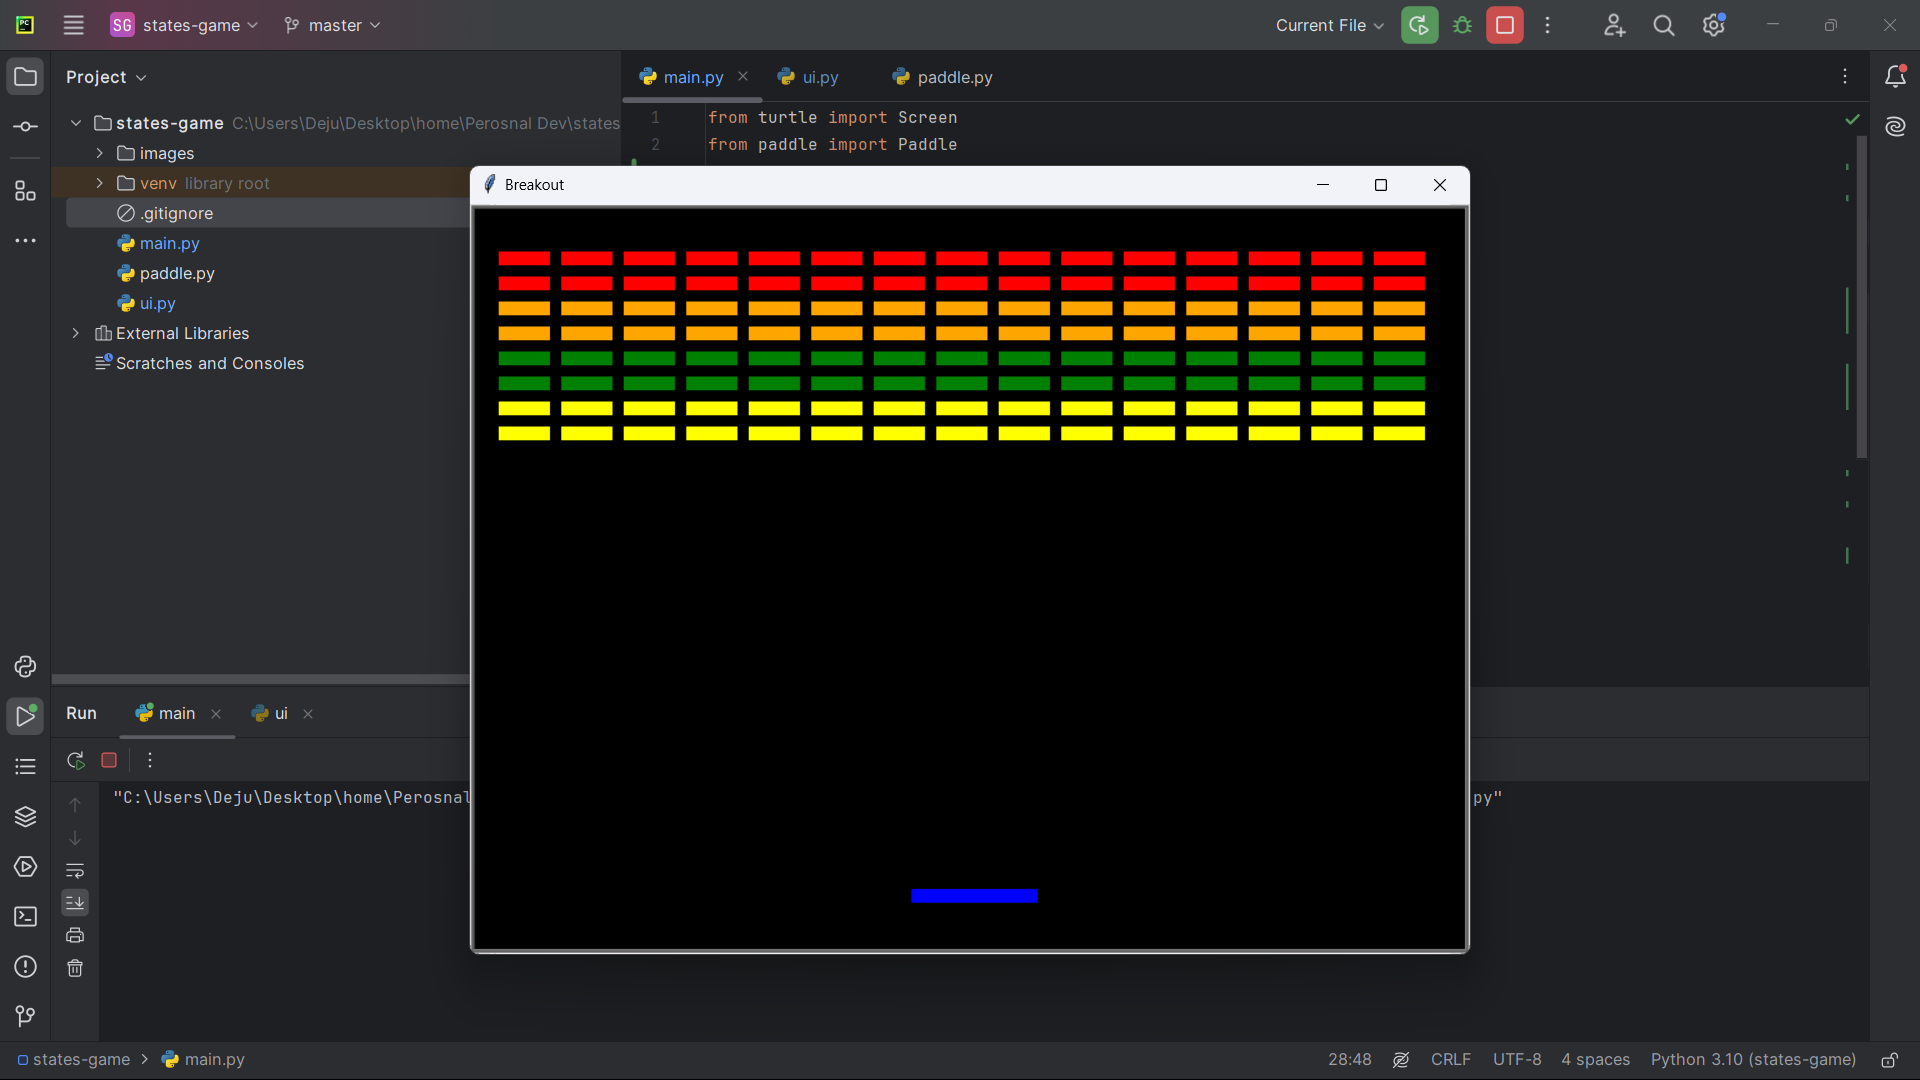 PC
SG states-game master
Current File
Project
main.py
ui.py
paddle.py
states-game C:\Users\Deju\Desktop\home\Perosnal Dev\states
images
venv library root
.gitignore
main.py
paddle.py
ui.py
External Libraries
Scratches and Consoles
1 from turtle import Screen
2 from paddle import Paddle
Breakout
Run main ui
"C:\Users\Deju\Desktop\home\Perosnal
py"
states-game > main.py
28:48 CRLF UTF-8 4 spaces Python 3.10 (states-game)